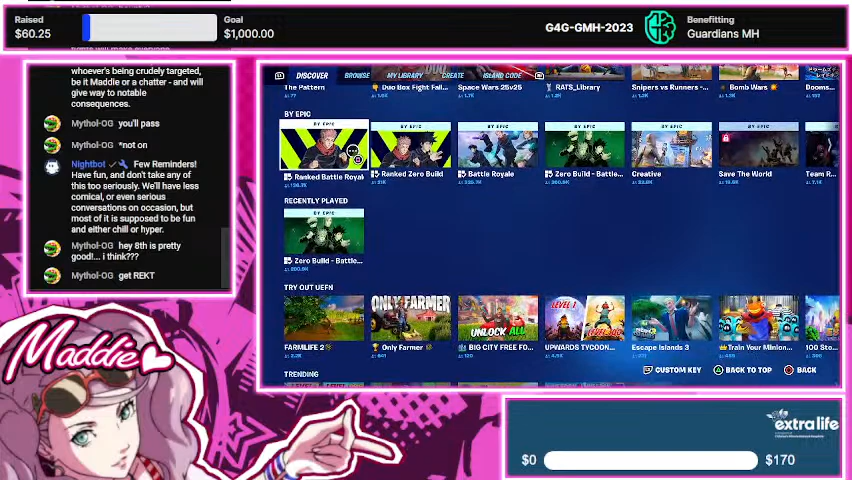 Raised
$60.25
Goal
$1,000.00
G4G-GMH-2023
Benefitting
Guardians MH
whoever's being crudely targeted,
be it Maddie or a chatter - and will
give way to notable
consequences.
Mythol-OG you'll pass
Mythol-OG *not on
Nightbot Few Reminders!
Have fun, and don't take any of
this too seriously. We'll have less
comical, or even serious
conversations on occasion, but
most of it is supposed to be fun
and either chill or hyper.
Mythol-OG hey 8th is pretty
good!... i think???
Mythol-OG get REKT
DISCOVER BROWSE MY LIBRARY CREATE ISLAND CODE
The Pattern Duo Box Fight Fall... Space Wars 25v25 RATS_Library Snipers vs Runners -... Bomb Wars Dooms...
BY EPIC
BY EPIC BY EPIC BY EPIC BY EPIC BY EPIC BY EPIC
Ranked Battle Royale Ranked Zero Build Battle Royale Zero Build - Battle... Creative Save The World Team R...
RECENTLY PLAYED
BY EPIC
Zero Build - Battle...
TRY OUT UEFN
ONLY FARMER UNLOCK ALL LEVEL 1
FARMLIFE 2 Only Farmer BIG CITY FREE FO... UPWARDS TYCOON... Escape Islands 3 Train Your Minion... 100 Sto...
TRENDING
CUSTOM KEY BACK TO TOP BACK
Maddie
extralife
$0 $170